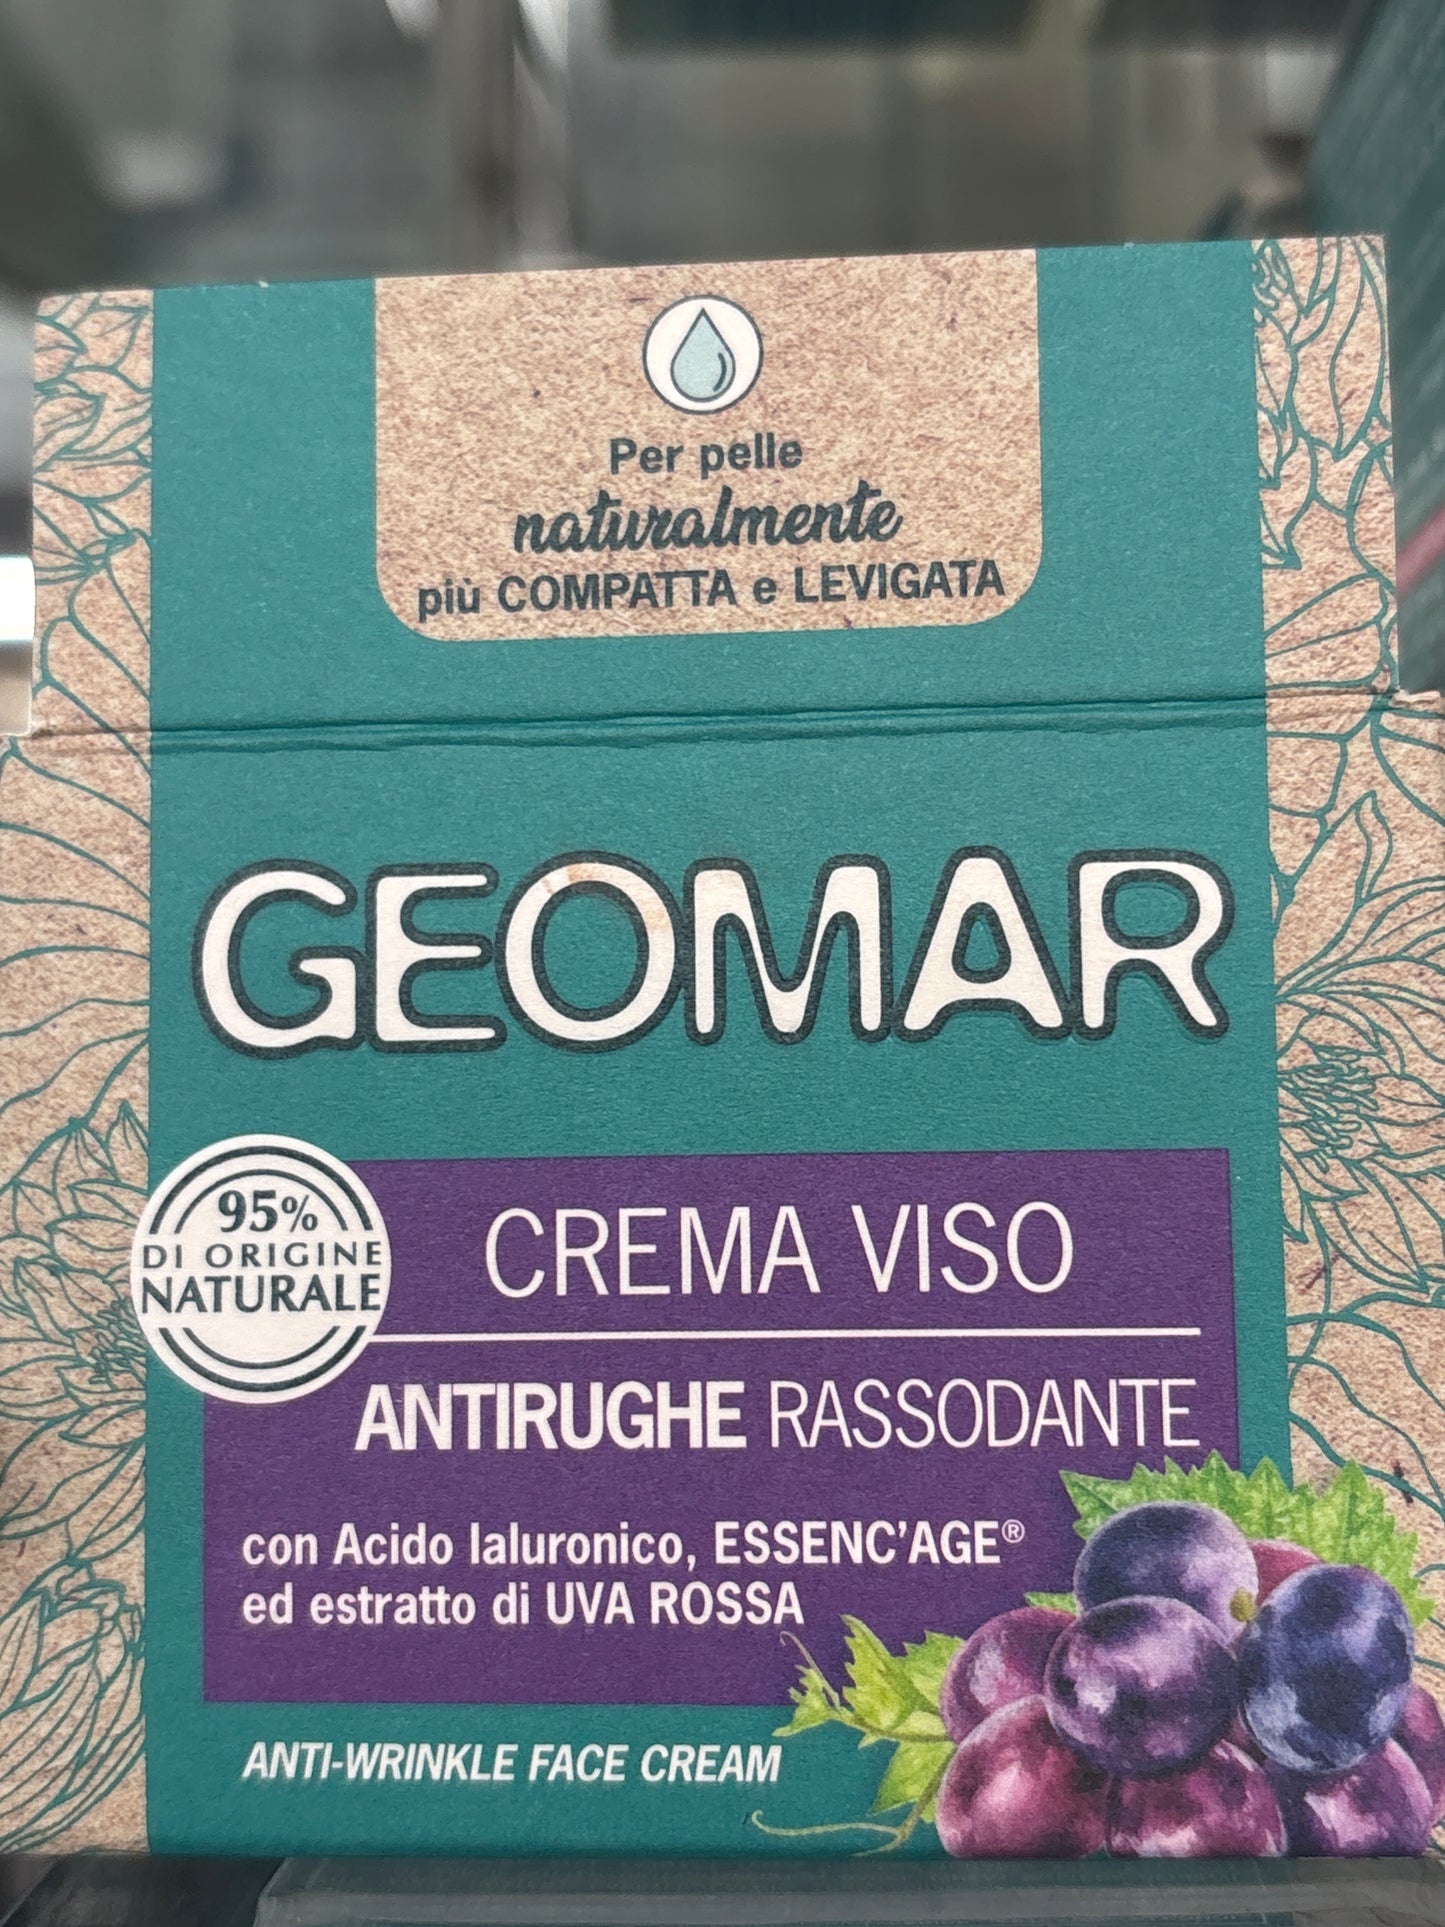 Per pelle
naturalmente
più COMPATTA e LEVIGATA
GEOMAR
95%
DI ORIGINE
NATURALE
CREMA VISO
ANTIRUGHE RASSODANTE
con Acido Ialuronico, ESSENC'AGE®
ed estratto di UVA ROSSA
ANTI-WRINKLE FACE CREAM